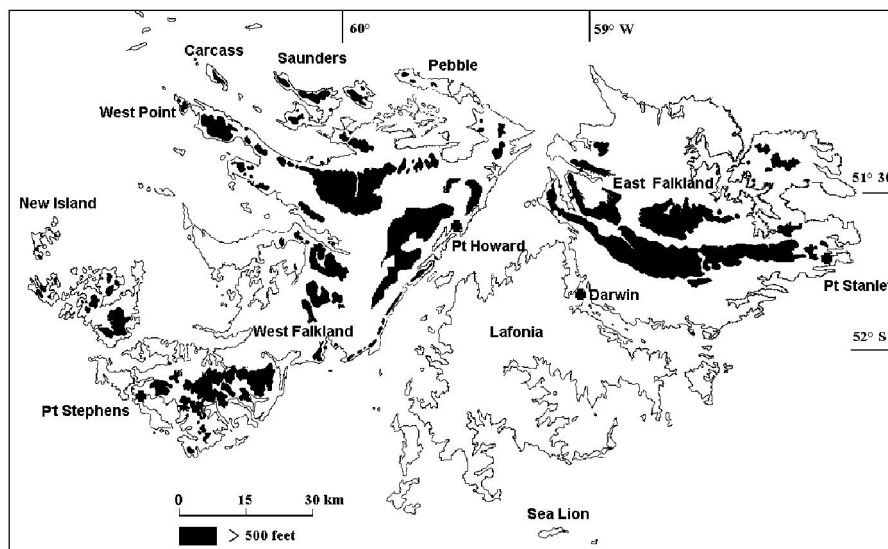 60°
59° W
Carcass
Saunders
Pebble
West Point
51° 30
East Falkland
New Island
Pt Howard
Pt Stanley
Darwin
West Falkland
Lafonia
52° S
Pt Stephens
0 15 30 km
Sea Lion
> 500 feet